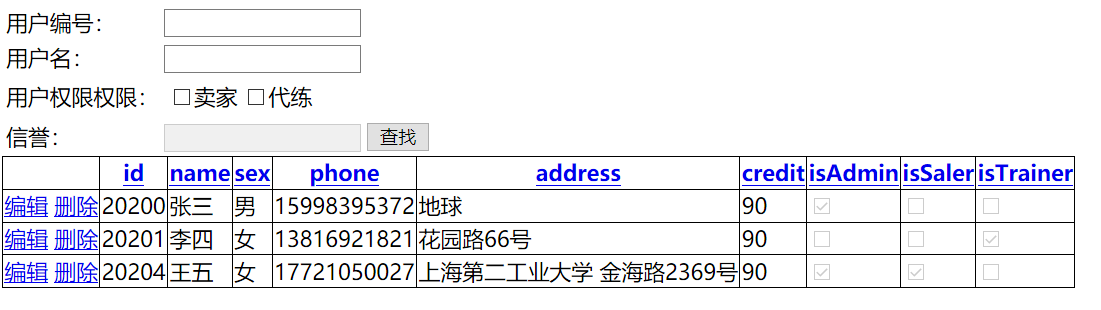 用户编号：
用户名：
用户权限权限： 卖家 代练
信誉： 查找
id name sex phone address credit isAdmin isSaler isTrainer
编辑 删除 20200 张三 男 15998395372 地球 90
编辑 删除 20201 李四 女 13816921821 花园路66号 90
编辑 删除 20204 王五 女 17721050027 上海第二工业大学 金海路2369号 90